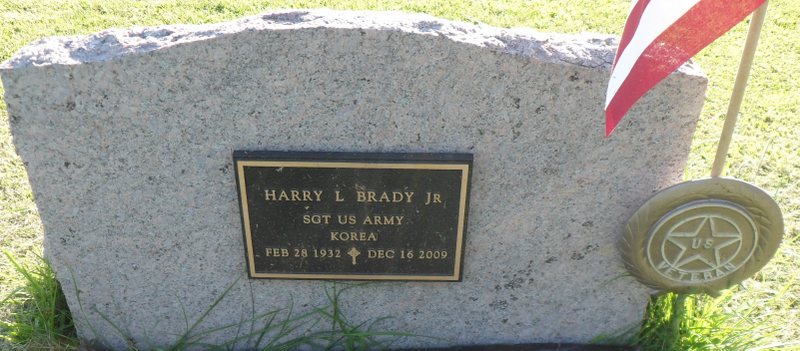 HARRY L BRADY JR
SGT US ARMY
KOREA
FEB 28 1932 DEC 16 2009
US
VETERAN